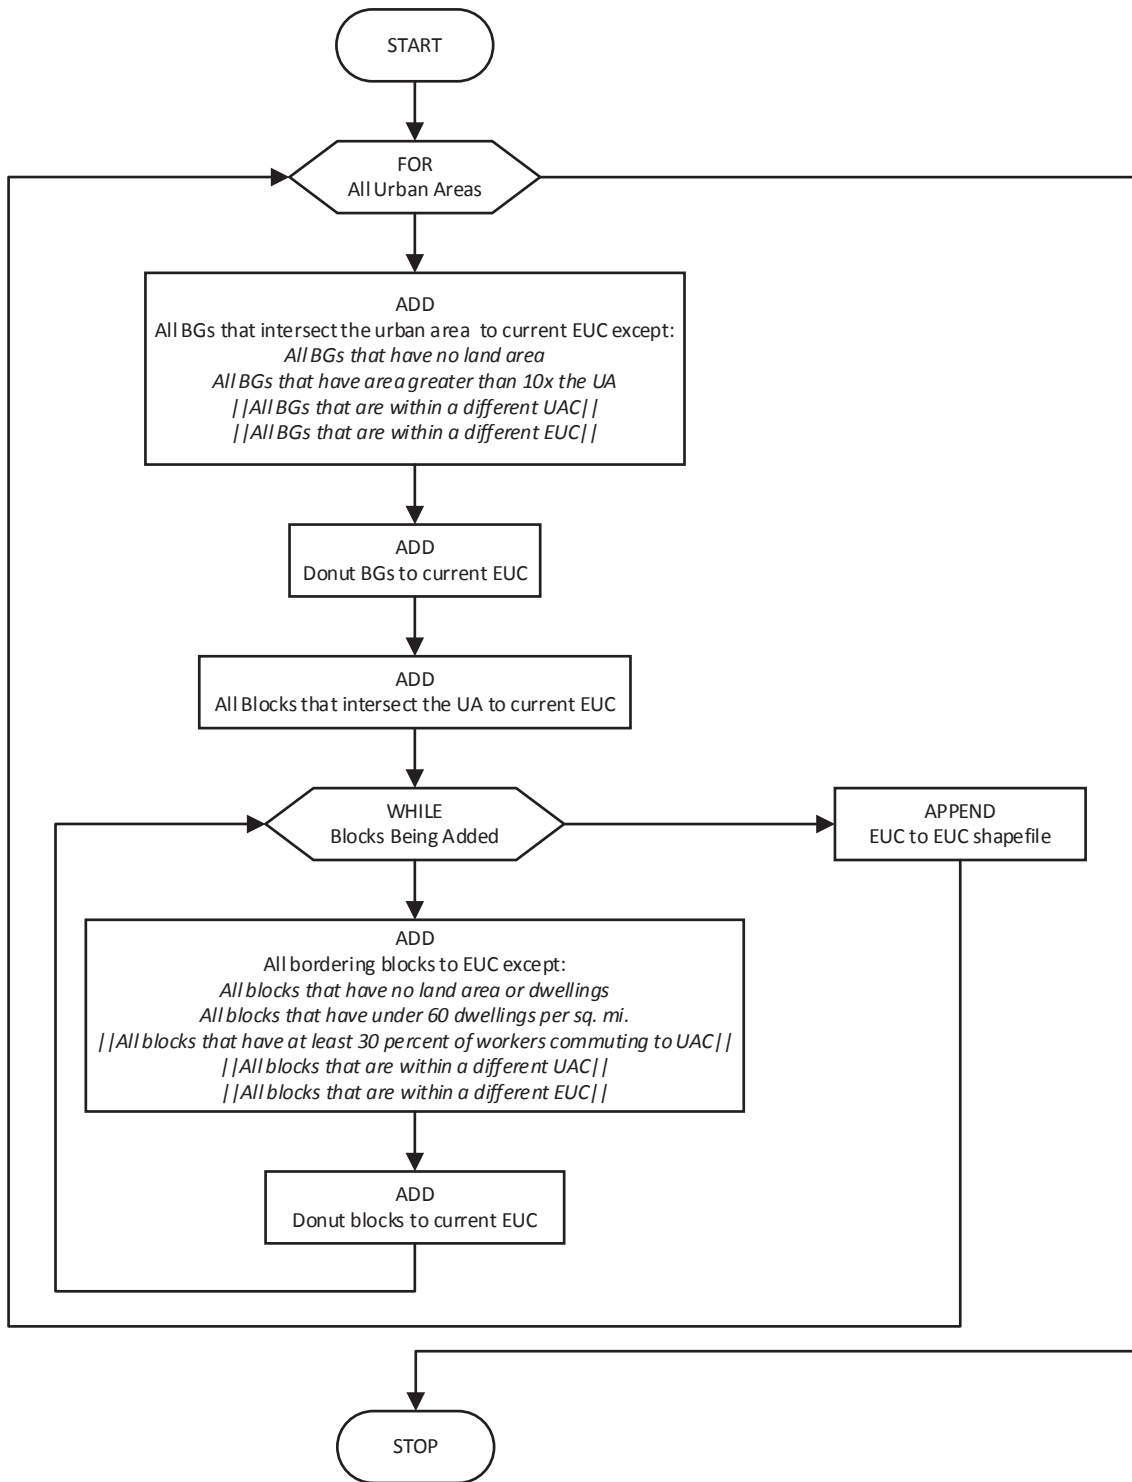 START
FOR
All Urban Areas
ADD
All BGs that intersect the urban area to current EUC except:
All BGs that have no land area
All BGs that have area greater than 10x the UA
||All BGs that are within a different UAC||
||All BGs that are within a different EUC||
ADD
Donut BGs to current EUC
ADD
All Blocks that intersect the UA to current EUC
WHILE
Blocks Being Added
APPEND
EUC to EUC shapefile
ADD
All bordering blocks to EUC except:
All blocks that have no land area or dwellings
All blocks that have under 60 dwellings per sq. mi.
||All blocks that have at least 30 percent of workers commuting to UAC||
||All blocks that are within a different UAC||
||All blocks that are within a different EUC||
ADD
Donut blocks to current EUC
STOP